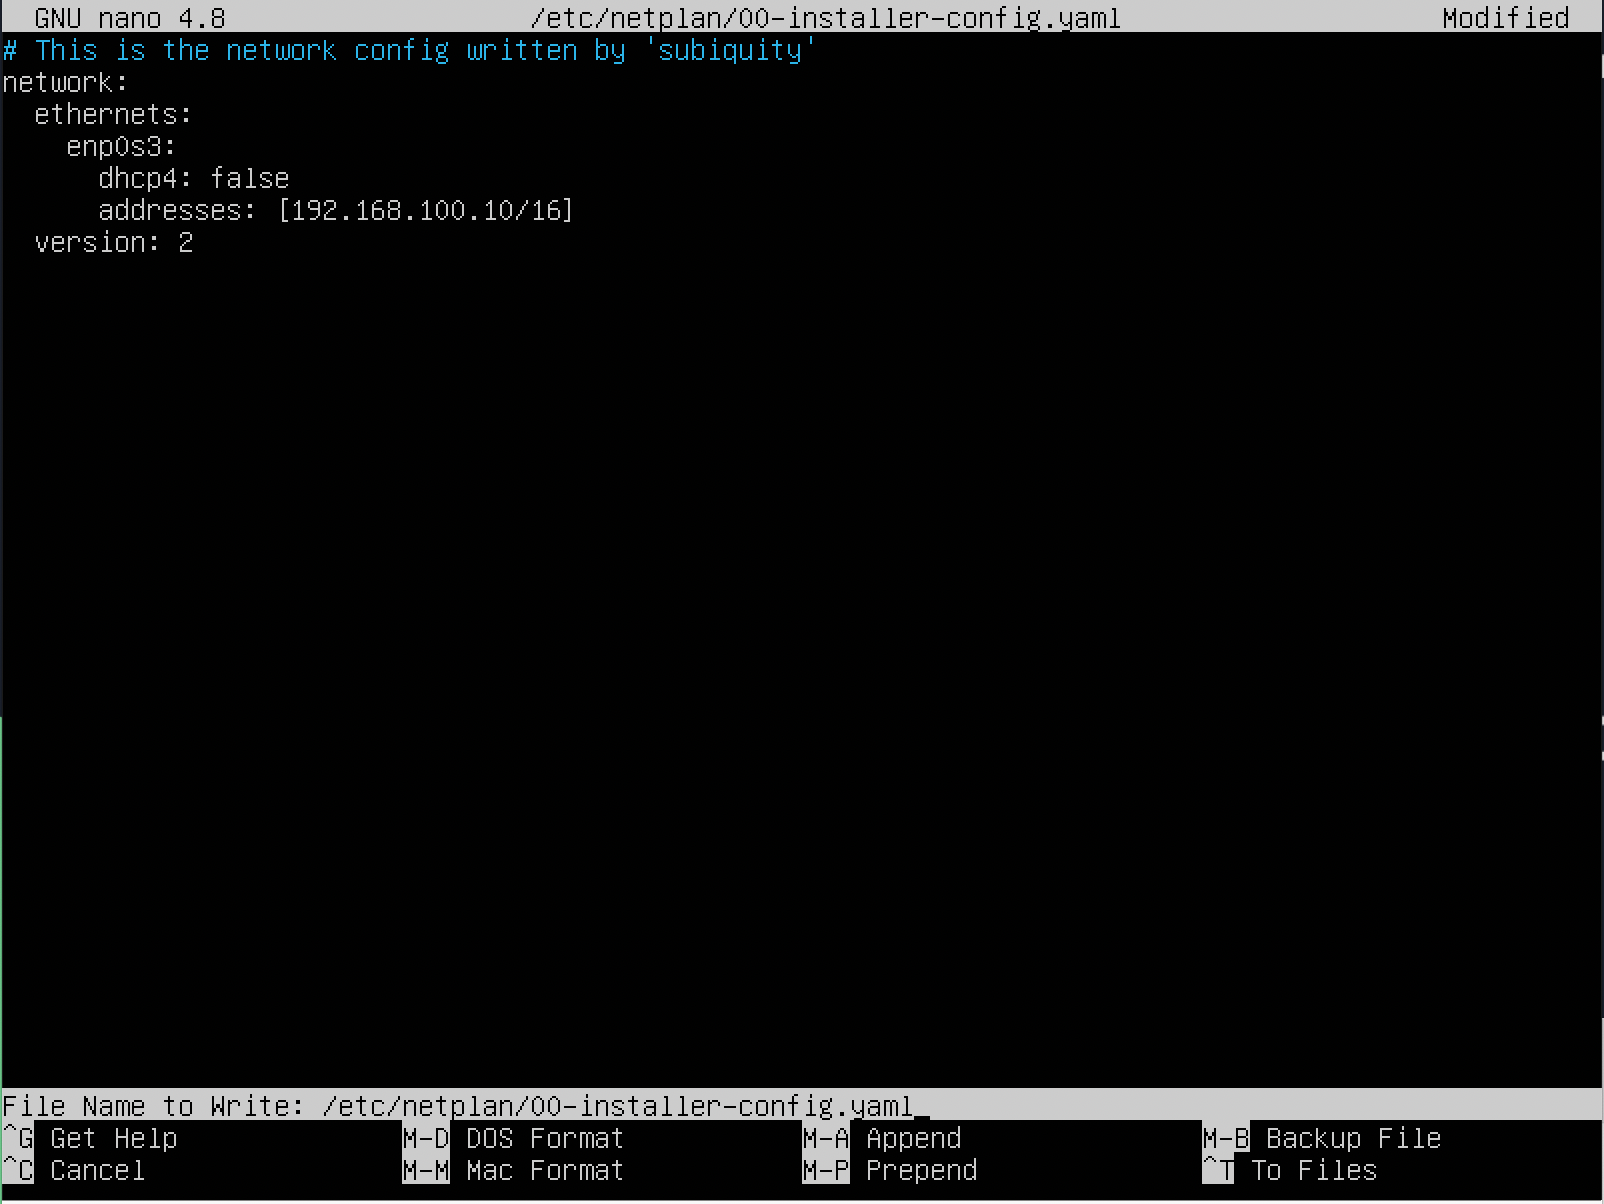 GNU nano 4.8 /etc/netplan/00-installer-config.yaml Modified
# This is the network config written by 'subiquity'
network:
  ethernets:
    enp0s3:
      dhcp4: false
      addresses: [192.168.100.10/16]
  version: 2
File Name to Write: /etc/netplan/00-installer-config.yaml_
^G Get Help M-D DOS Format M-A Append M-B Backup File
^C Cancel M-M Mac Format M-P Prepend ^T To Files